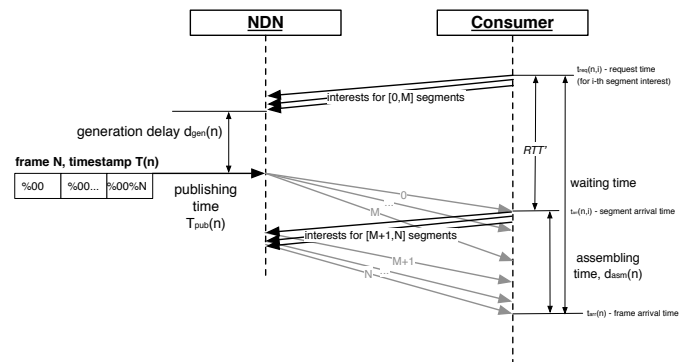 NDN
Consumer
treq(n,i) - request time
(for i-th segment interest)
interests for [0,M] segments
generation delay dgen(n)
RTT'
frame N, timestamp T(n)
%00
%00...
%00%N
publishing
time
Tpub(n)
waiting time
0
...
M
tarr(n,i) - segment arrival time
interests for [M+1,N] segments
M+1
N
...
assembling
time, dasm(n)
tarr(n) - frame arrival time